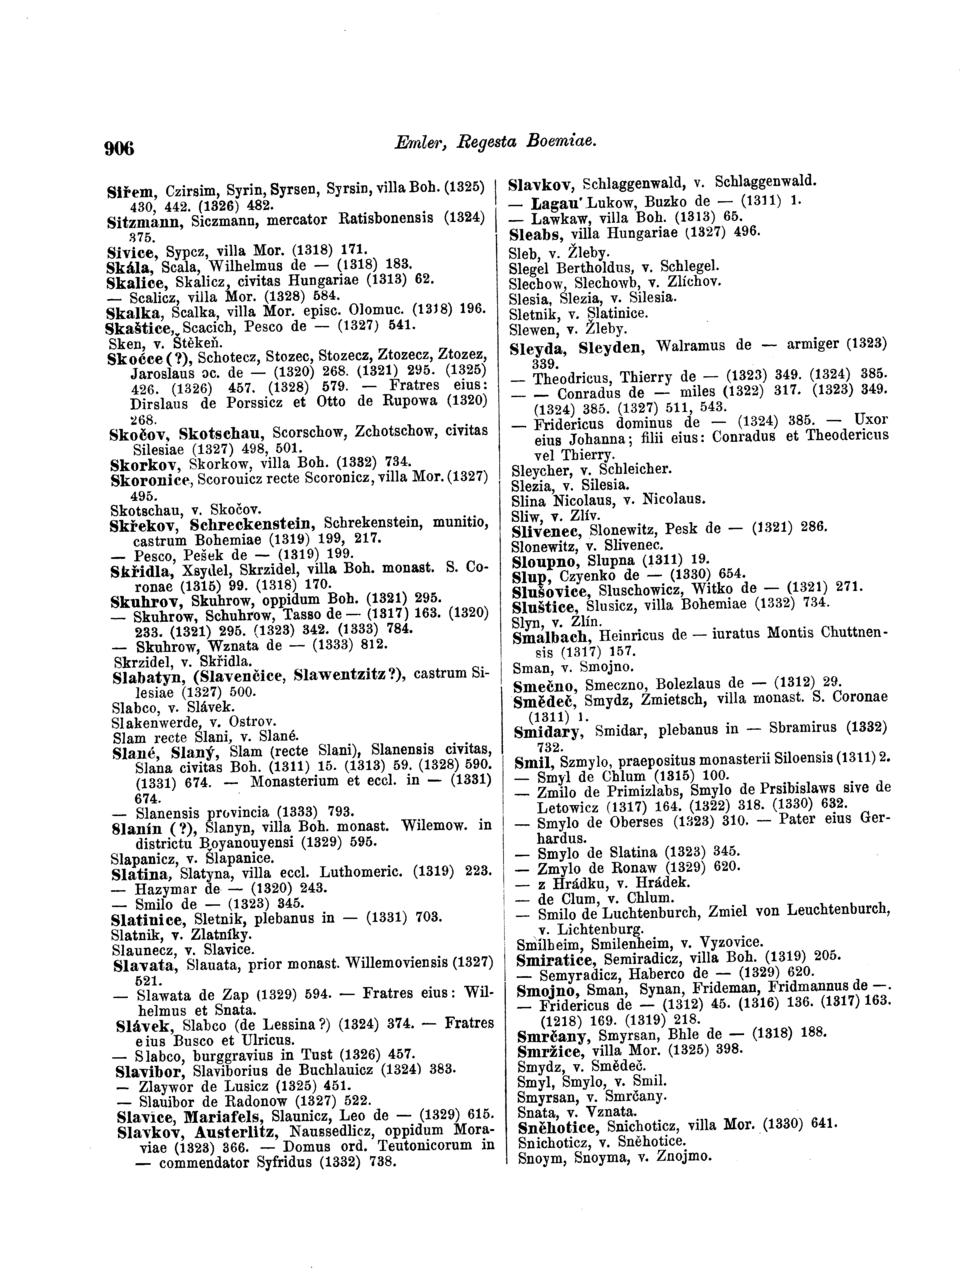 906
Emler, Regesta Boemiae.
Siřem, Czirsim, Syrin, Syrsen, Syrsin, villa Boh. (1325)
430, 442. (1326) 482.
Sitzmann, Siczmann, mercator Ratisbonensis (1324)
375.
Sivice, Sypcz, villa Mor. (1318) 171.
Skála, Scala, Wilhelmus de — (1318) 183.
Skalice, Skalicz, civitas Hungariae (1313) 62.
— Scalicz, villa Mor. (1328) 584.
Skalka, Scalka, villa Mor. episc. Olomuc. (1318) 196.
Skaštice, Scacich, Pesco de — (1327) 541.
Sken, v. Štěkeň.
Skoćce (?), Schotecz, Stozec, Stozecz, Ztozecz, Ztozez,
Jaroslaus oc. de — (1320) 268. (1321) 295. (1325)
426. (1326) 457. (1328) 579. — Fratres eius:
Dirslaus de Porssicz et Otto de Rupowa (1320)
268.
Skočov, Skotschau, Scorschow, Zchotschow, civitas
Silesiae (1327) 498, 501.
Skorkov, Skorkow, villa Boh. (1332) 734.
Skoronice, Scorouicz recte Scoronicz, villa Mor. (1327)
495.
Skotschau, v. Skočov.
Skřekov, Schreckenstein, Schrekenstein, munitio,
castrum Bohemiae (1319) 199, 217.
— Pesco, Pešek de — (1319) 199.
Skřidla, Xsydel, Skrzidel, villa Boh. monast. S. Co-
ronae (1315) 99. (1318) 170.
Skuhrov, Skuhrow, oppidum Boh. (1321) 295.
— Skuhrow, Schuhrow, Tasso de — (1317) 163. (1320)
233. (1321) 295. (1323) 342. (1333) 784.
— Skuhrow, Wznata de — (1333) 812.
Skrzidel, v. Skřidla.
Slabatyn, (Slavenčice, Slawentzitz?), castrum Si-
lesiae (1327) 500.
Slabco, v. Slávek.
Slakenwerde, v. Ostrov.
Slam recte Slani, v. Slané.
Slané, Slaný, Slam (recte Slani), Slanensis civitas,
Slana civitas Boh. (1311) 15. (1313) 59. (1328) 590.
(1331) 674. — Monasterium et eccl. in — (1331)
674.
— Slanensis provincia (1333) 793.
Slanín (?), Slanyn, villa Boh. monast. Wilemow. in
districtu Boyanouyensi (1329) 595.
Slapanicz, v. Šlapanice.
Slatina, Slatyna, villa eccl. Luthomeric. (1319) 223.
— Hazymar de — (1320) 243.
— Smilo de — (1323) 345.
Slatinice, Sletnik, plebanus in — (1331) 703.
Slatnik, v. Zlatníky.
Slaunecz, v. Slavice.
Slavata, Slauata, prior monast. Willemoviensis (1327)
521.
— Slawata de Zap (1329) 594. — Fratres eius: Wil-
helmus et Snata.
Slávek, Slabco (de Lessina?) (1324) 374. — Fratres
eius Busco et Ulricus.
— Slabco, burggravius in Tust (1326) 457.
Slavibor, Slaviborius de Buchlauicz (1324) 383.
— Zlaywor de Lusicz (1325) 451.
— Slauibor de Radonow (1327) 522.
Slavice, Mariafels, Slaunicz, Leo de — (1329) 615.
Slavkov, Austerlitz, Naussedlicz, oppidum Mora-
viae (1323) 366. — Domus ord. Teutonicorum in
— commendator Syfridus (1332) 738.
Slavkov, Schlaggenwald, v. Schlaggenwald.
— Lagau' Lukow, Buzko de — (1311) 1.
— Lawkaw, villa Boh. (1313) 65.
Sleabs, villa Hungariae (1327) 496.
Sleb, v. Žleby.
Slegel Bertholdus, v. Schlegel.
Slechow, Slechowb, v. Zlíchov.
Slesia, Slezia, v. Silesia.
Sletnik, v. Slatinice.
Slewen, v. Žleby.
Sleyda, Sleyden, Walramus de — armiger (1323)
339.
— Theodricus, Thierry de — (1323) 349. (1324) 385.
— — Conradus de — miles (1322) 317. (1323) 349.
(1324) 385. (1327) 511, 543.
— Fridericus dominus de — (1324) 385. — Uxor
eius Johanna; filii eius: Conradus et Theodericus
vel Thierry.
Sleycher, v. Schleicher.
Slezia, v. Silesia.
Slina Nicolaus, v. Nicolaus.
Sliw, v. Zlív.
Slivenec, Slonewitz, Pesk de — (1321) 286.
Slonewitz, v. Slivenec.
Sloupno, Slupna (1311) 19.
Slup, Czyenko de — (1330) 654.
Slušovice, Sluschowicz, Witko de — (1321) 271.
Sluštice, Slusicz, villa Bohemiae (1332) 734.
Slyn, v. Zlín.
Smalbach, Heinricus de — iuratus Montis Chuttnen-
sis (1317) 157.
Sman, v. Smojno.
Smečno, Smeczno, Bolezlaus de — (1312) 29.
Smědeč, Smydz, Zmietsch, villa monast. S. Coronae
(1311) 1.
Smidary, Smidar, plebanus in — Sbramirus (1332)
732.
Smil, Szmylo, praepositus monasterii Siloensis (1311) 2.
— Smyl de Chlum (1315) 100.
— Zmilo de Primizlabs, Smylo de Prsibislaws sive de
Letowicz (1317) 164. (1322) 318. (1330) 632.
— Smylo de Oberses (1323) 310. — Pater eius Ger-
hardus.
— Smylo de Slatina (1323) 345.
— Zmylo de Ronaw (1329) 620.
— z Hrádku, v. Hrádek.
— de Clum, v. Chlum.
— Smilo de Luchtenburch, Zmiel von Leuchtenburch,
v. Lichtenburg.
Smilheim, Smilenheim, v. Vyzovice.
Smiratice, Semiradicz, villa Boh. (1319) 205.
— Semyradicz, Haberco de — (1329) 620.
Smojno, Sman, Synan, Frideman, Fridmannus de —.
— Fridericus de — (1312) 45. (1316) 136. (1317) 163.
(1218) 169. (1319) 218.
Smrčany, Smyrsan, Bhle de — (1318) 188.
Smržice, villa Mor. (1325) 398.
Smydz, v. Smědeč.
Smyl, Smylo, v. Smil.
Smyrsan, v. Smrčany.
Snata, v. Vznata.
Sněhotice, Snichoticz, villa Mor. (1330) 641.
Snichoticz, v. Sněhotice.
Snoym, Snoyma, v. Znojmo.